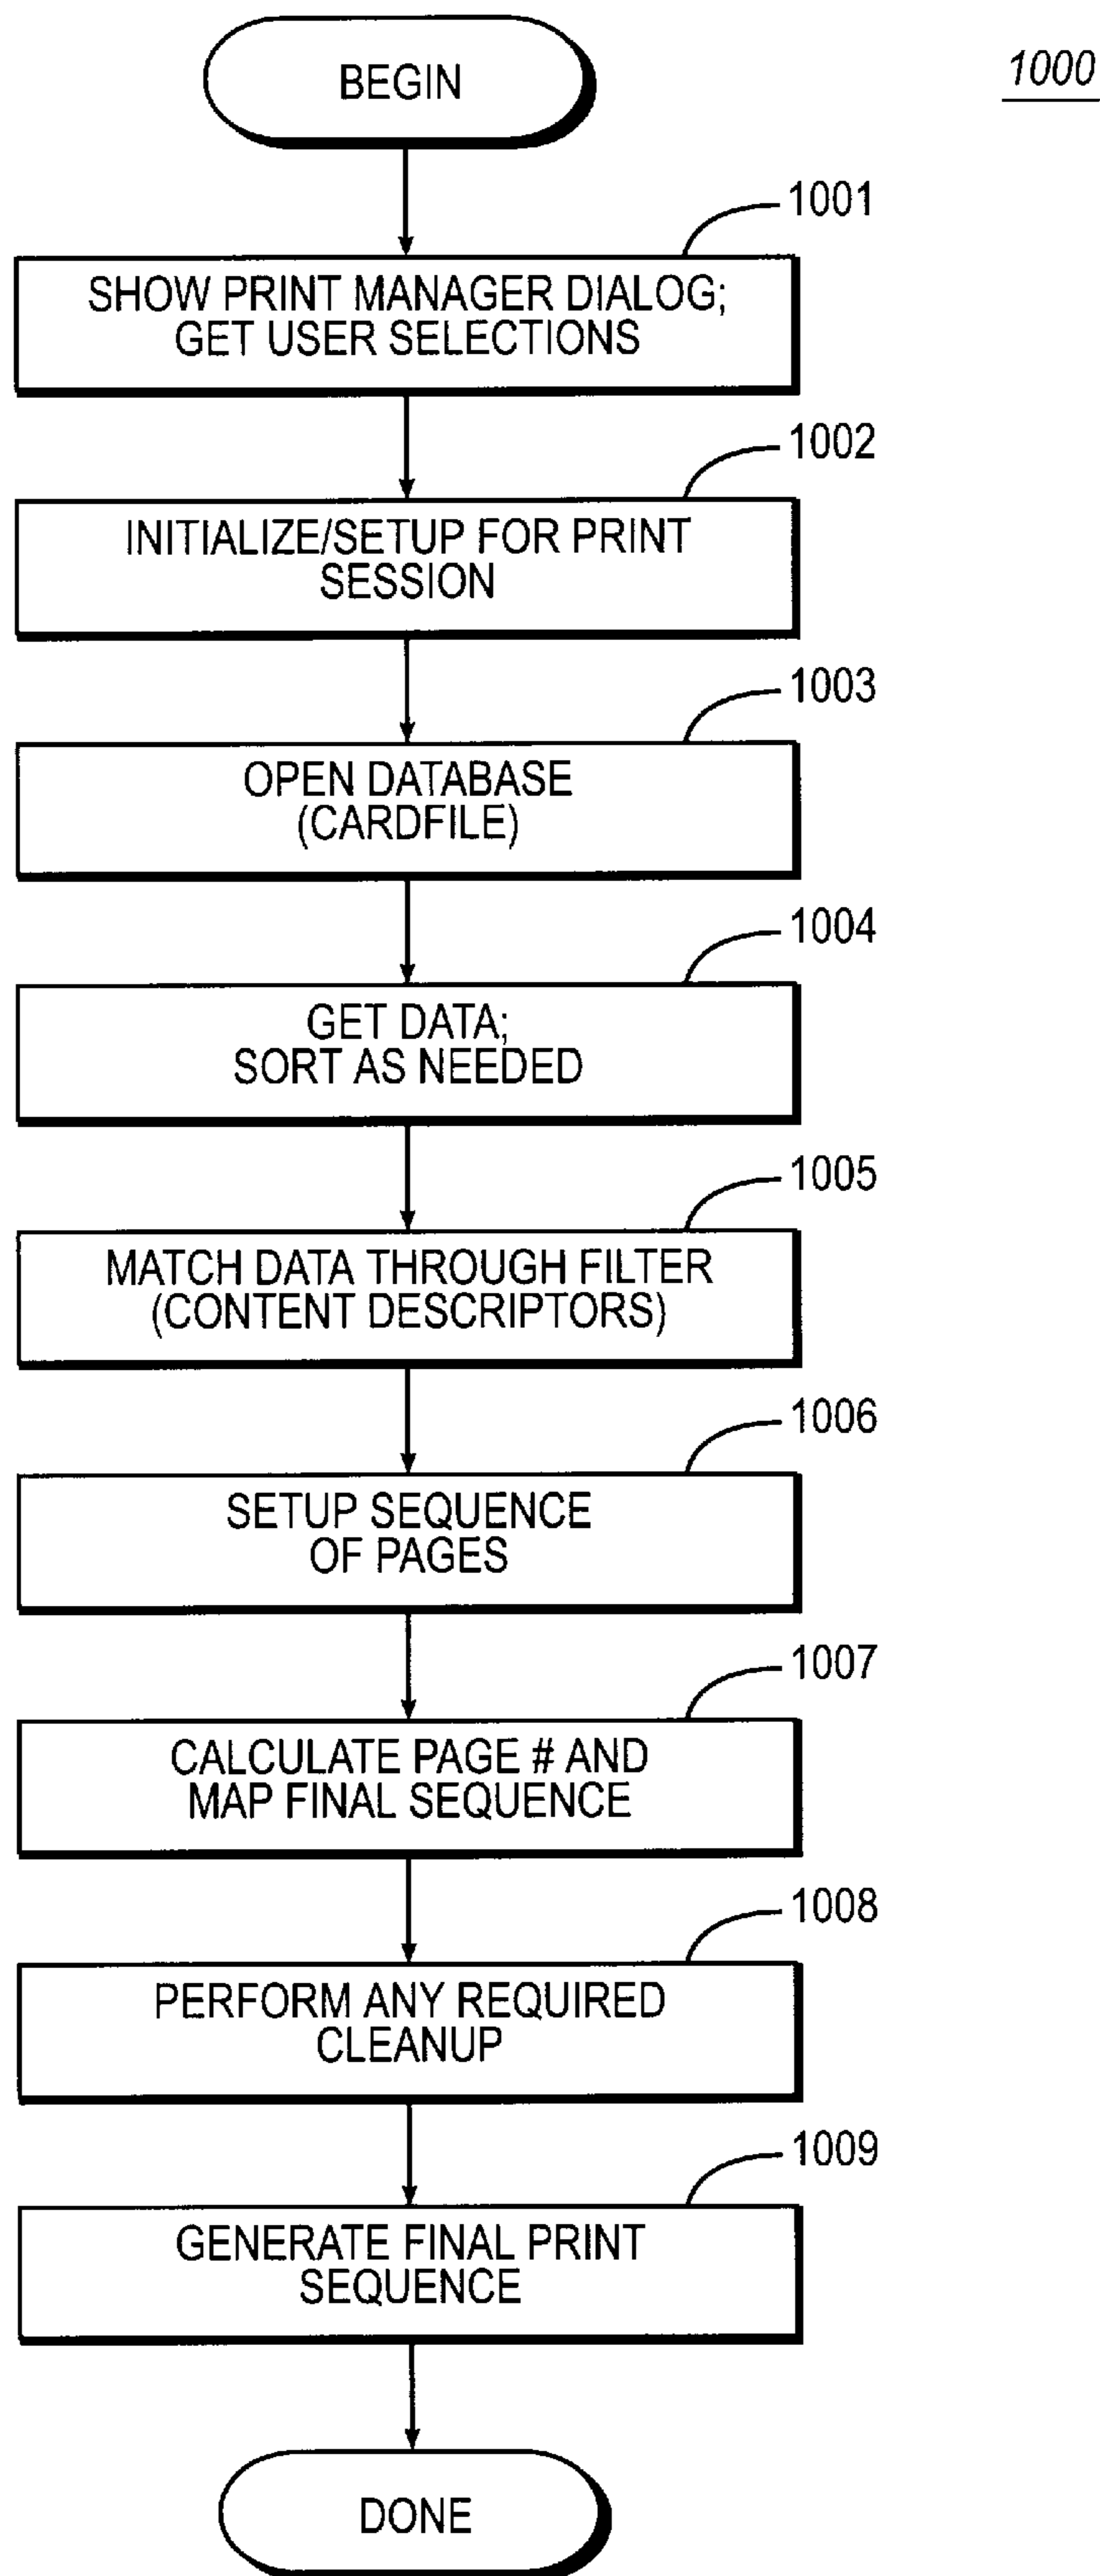 BEGIN
1000
1001
SHOW PRINT MANAGER DIALOG;
GET USER SELECTIONS
1002
INITIALIZE/SETUP FOR PRINT
SESSION
1003
OPEN DATABASE
(CARDFILE)
1004
GET DATA;
SORT AS NEEDED
1005
MATCH DATA THROUGH FILTER
(CONTENT DESCRIPTORS)
1006
SETUP SEQUENCE
OF PAGES
1007
CALCULATE PAGE # AND
MAP FINAL SEQUENCE
1008
PERFORM ANY REQUIRED
CLEANUP
1009
GENERATE FINAL PRINT
SEQUENCE
DONE